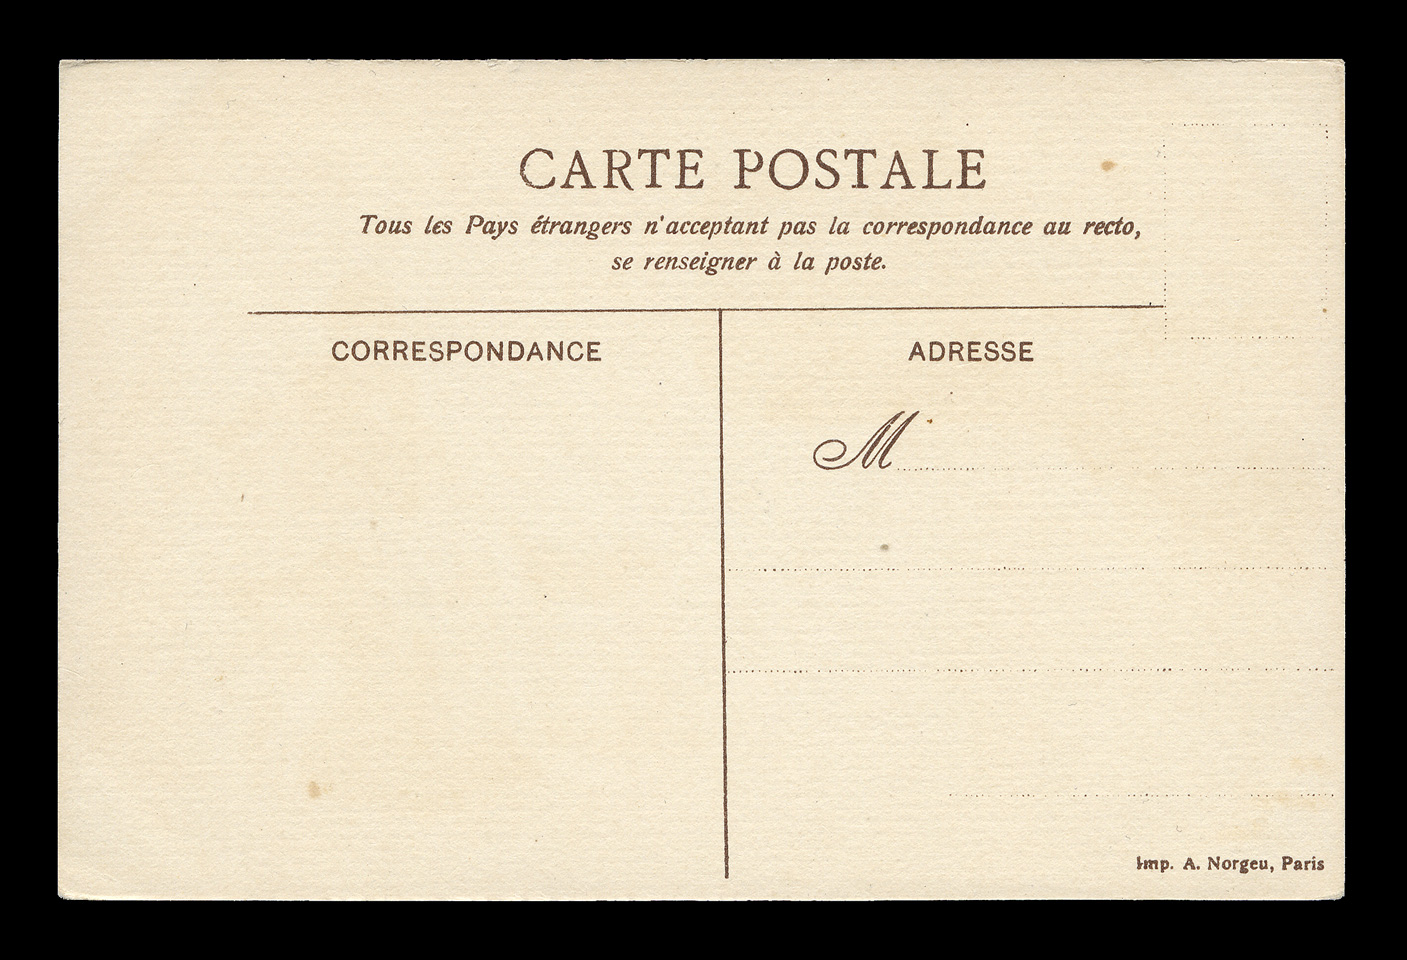 CARTE POSTALE
Tous les Pays étrangers n'acceptant pas la correspondance au recto,
se renseigner à la poste.
CORRESPONDANCE
ADRESSE
M
Imp. A. Norgeu, Paris